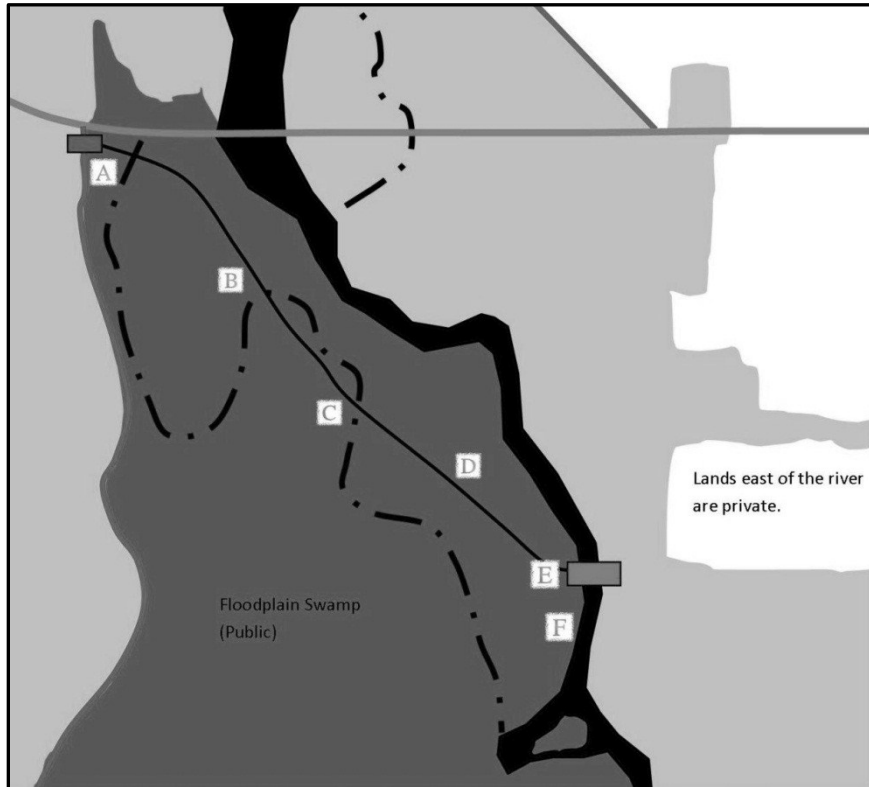 A
B
C
D
Lands east of the river
are private.
E
Floodplain Swamp
(Public)
F